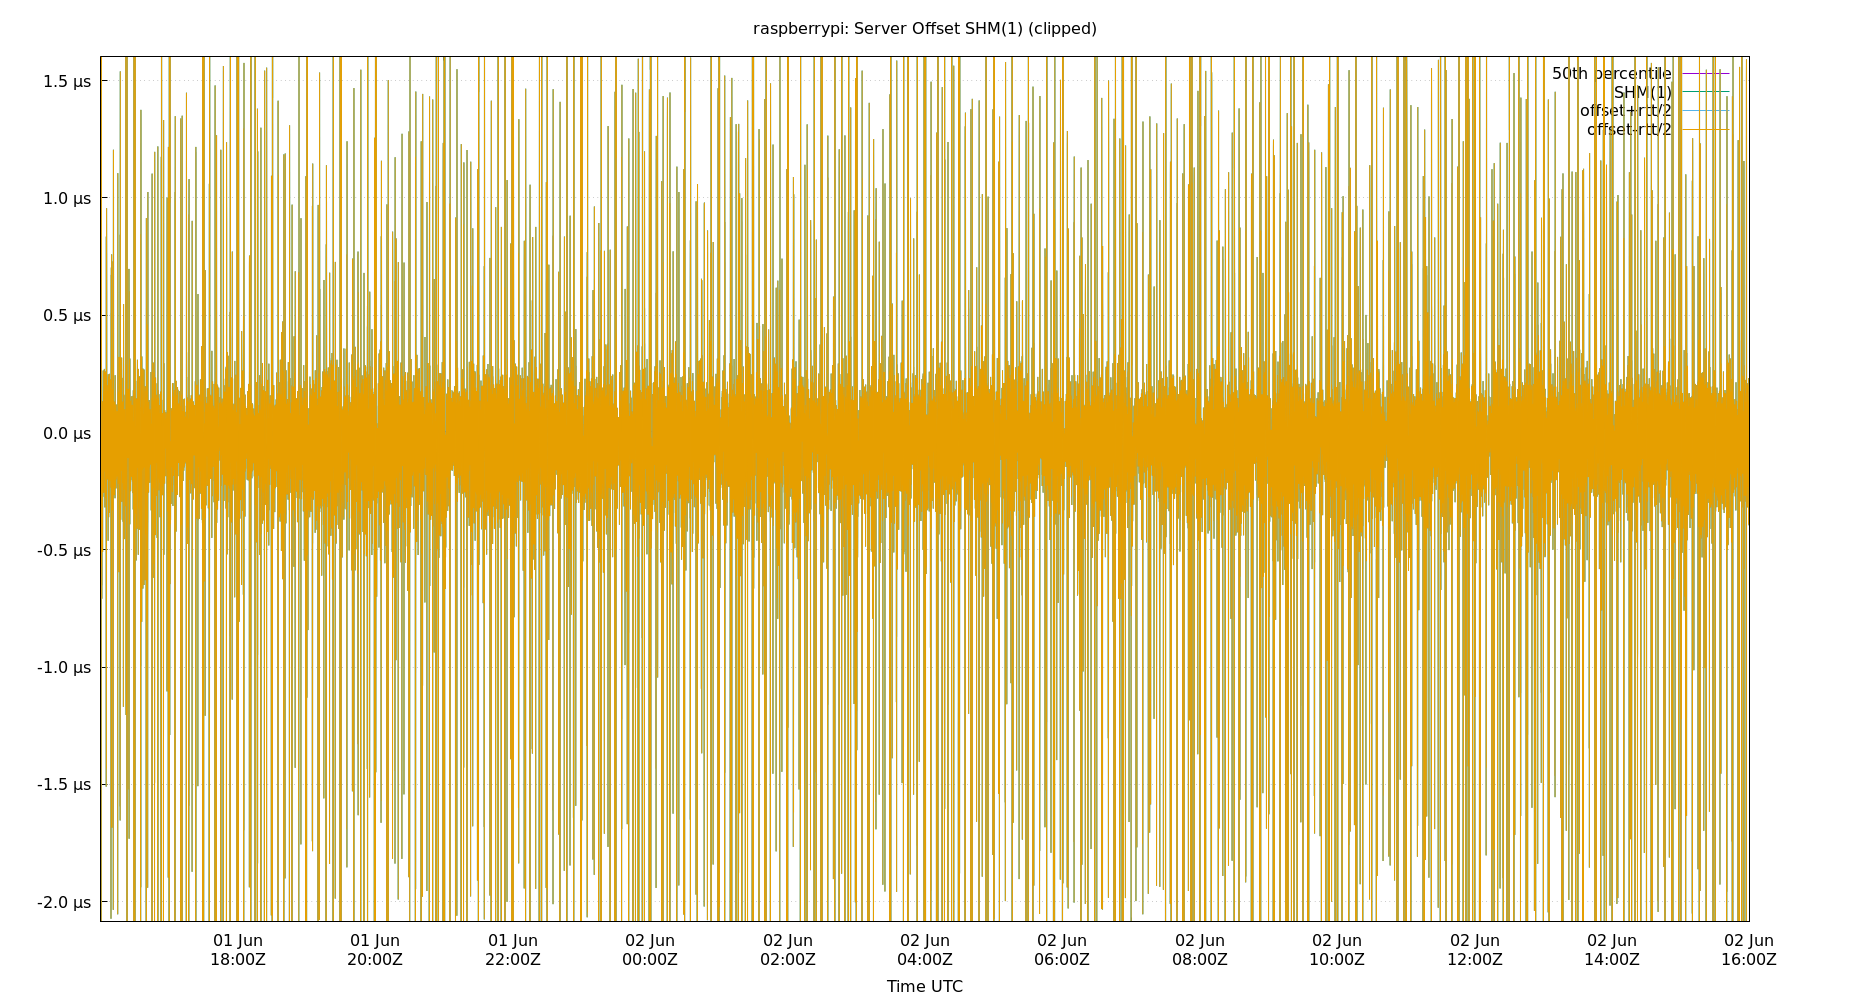 raspberrypi: Server Offset SHM(1) (clipped)
1.5 µs
1.0 µs
0.5 µs
0.0 µs
-0.5 µs
-1.0 µs
-1.5 µs
-2.0 µs
50th percentile
SHM(1)
offset+rtt/2
offset-rtt/2
01 Jun 01 Jun 01 Jun 02 Jun 02 Jun 02 Jun 02 Jun 02 Jun 02 Jun 02 Jun 02 Jun 02 Jun
18:00Z 20:00Z 22:00Z 00:00Z 02:00Z 04:00Z 06:00Z 08:00Z 10:00Z 12:00Z 14:00Z 16:00Z
Time UTC